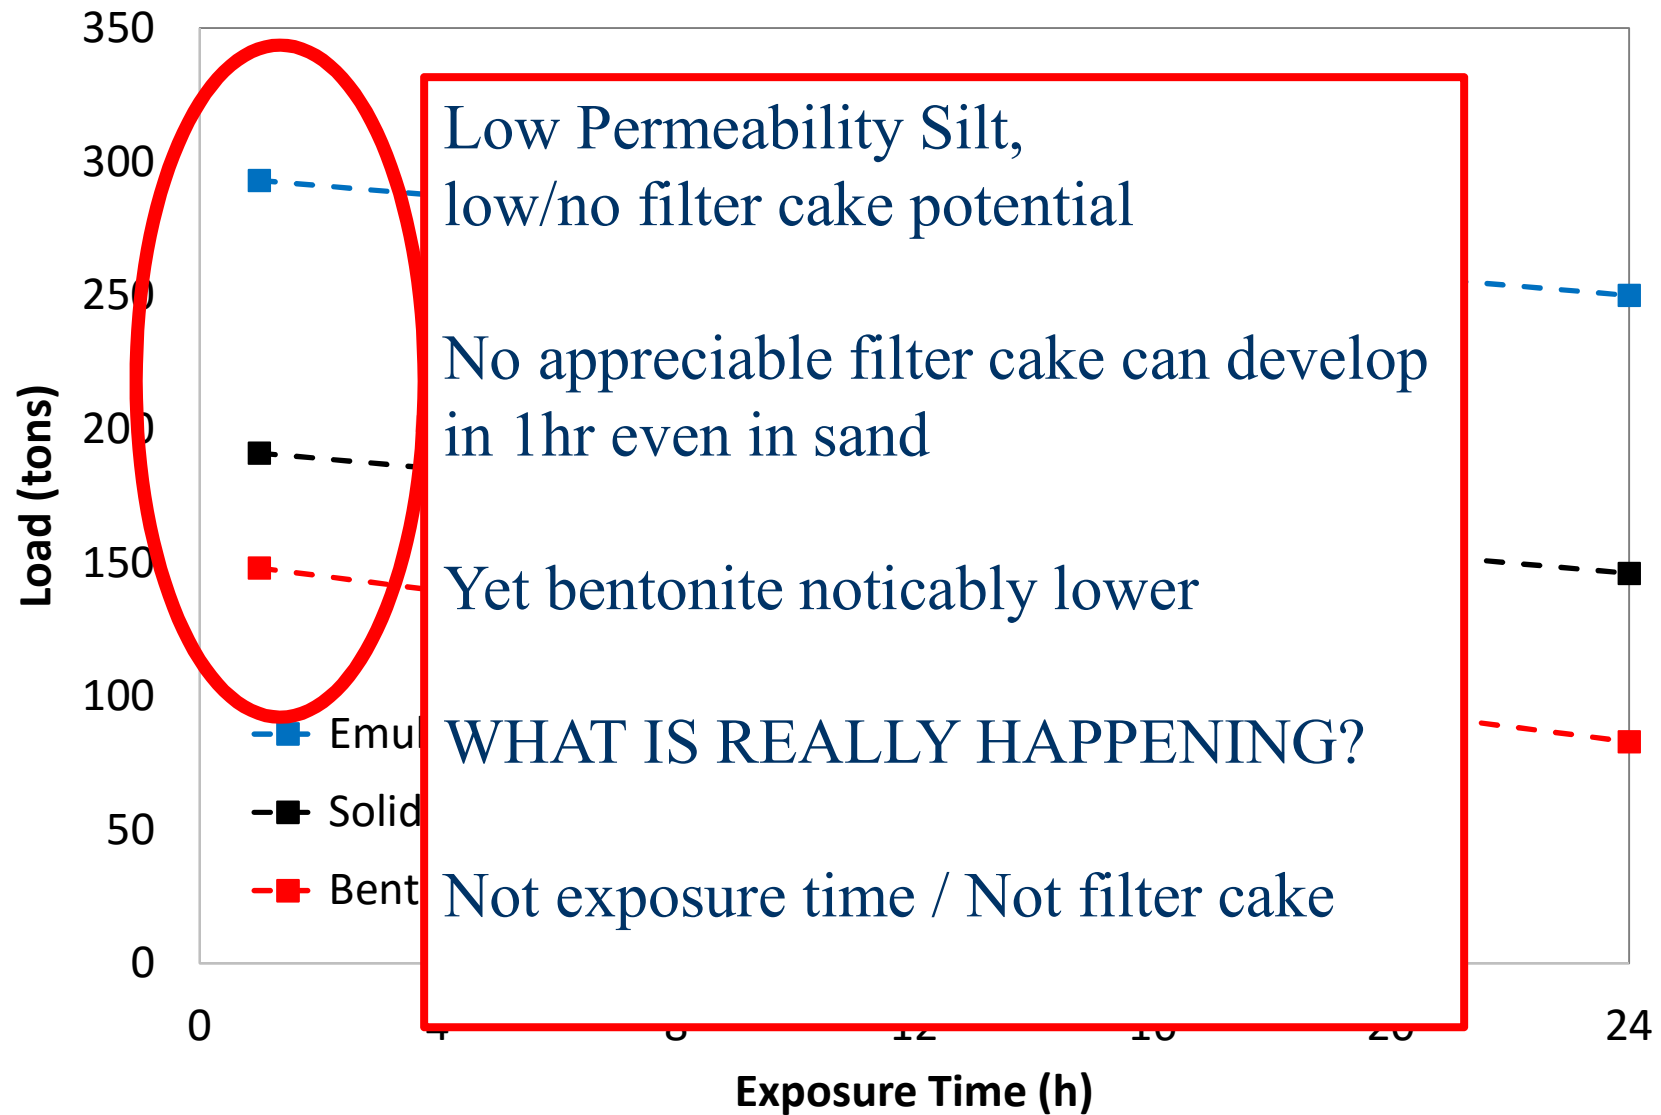 350
300
250
200
150
100
50
0
Load (tons)
Low Permeability Silt,
low/no filter cake potential
No appreciable filter cake can develop
in 1hr even in sand
Yet bentonite noticably lower
WHAT IS REALLY HAPPENING?
Not exposure time / Not filter cake
Emul
Solid
Bent
0
24
Exposure Time (h)